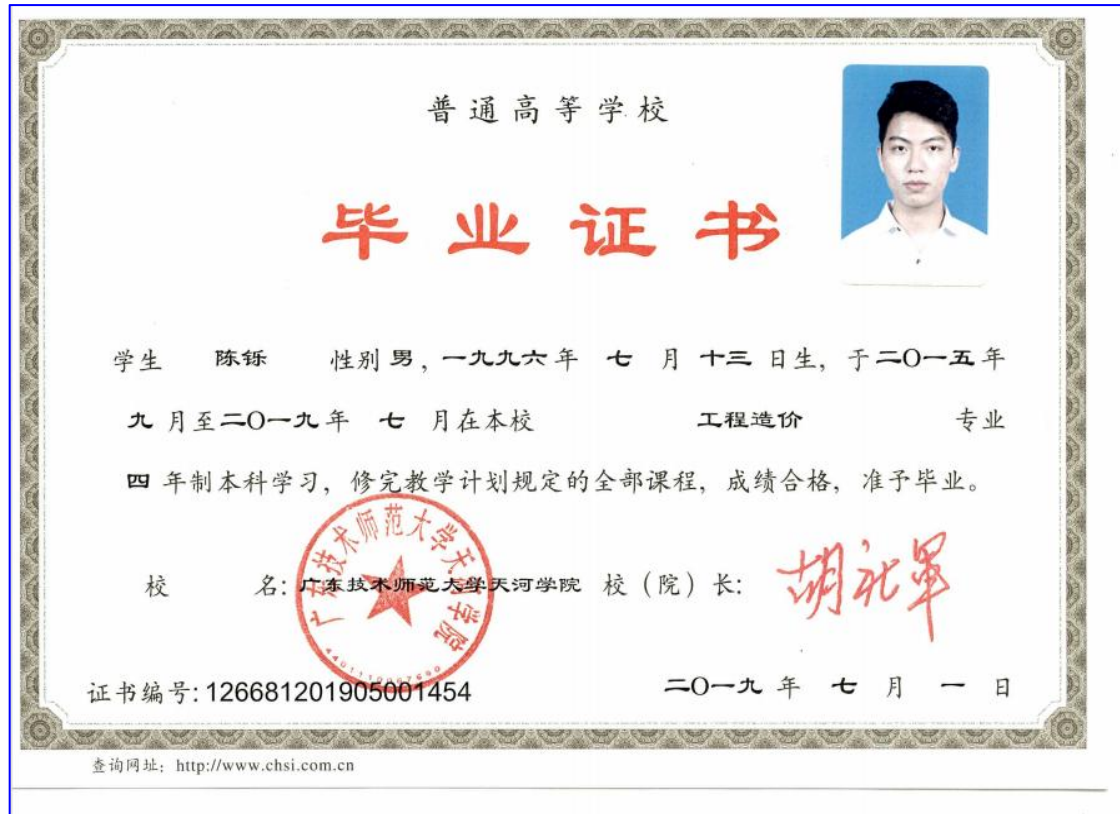 普通高等学校
毕业证书
学生 陈铄 性别 男，一九九六年 七 月 十三 日生，于二〇一五年
九 月至二〇一九年 七 月在本校 工程造价 专业
四 年制本科学习，修完教学计划规定的全部课程，成绩合格，准予毕业。
广东技术师范大学天河学院
校 名：广东技术师范大学天河学院 校（院）长：
证书编号：126681201905001454 二〇一九 年 七 月 一 日
查询网址：http://www.chsi.com.cn